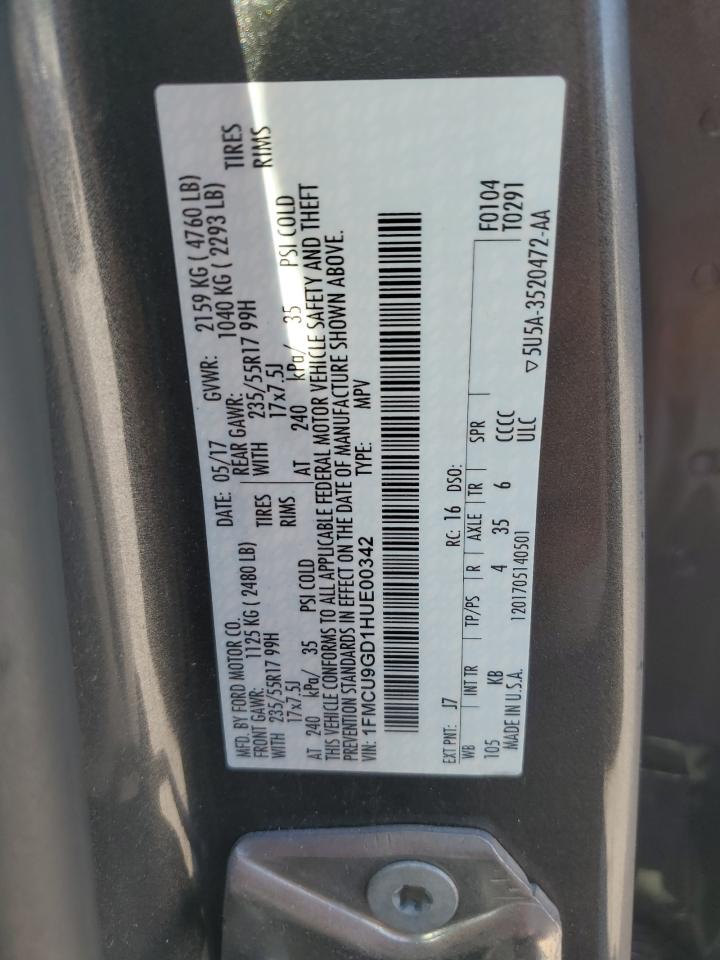 MFD. BY FORD MOTOR CO. DATE: 05/17 GVWR: 2159 KG ( 4760 LB)
FRONT GAWR: 1125 KG ( 2480 LB) REAR GAWR: 1040 KG ( 2293 LB)
WITH 235/55R17 99H TIRES WITH 235/55R17 99H TIRES
17x7.5J RIMS 17x7.5J RIMS
AT 240 kPa/ 35 PSI COLD AT 240 kPa/ 35 PSI COLD
THIS VEHICLE CONFORMS TO ALL APPLICABLE FEDERAL MOTOR VEHICLE SAFETY AND THEFT
PREVENTION STANDARDS IN EFFECT ON THE DATE OF MANUFACTURE SHOWN ABOVE.
VIN: 1FMCU9GD1HUE00342 TYPE: MPV
EXT PNT: J7 RC: 16 DSO: F0104
WB INT TR TP/PS R AXLE TR SPR T0291
105 KB 4 35 6 CCCC
MADE IN U.S.A. 1201705140501 ULC ▽5U5A-3520472-AA